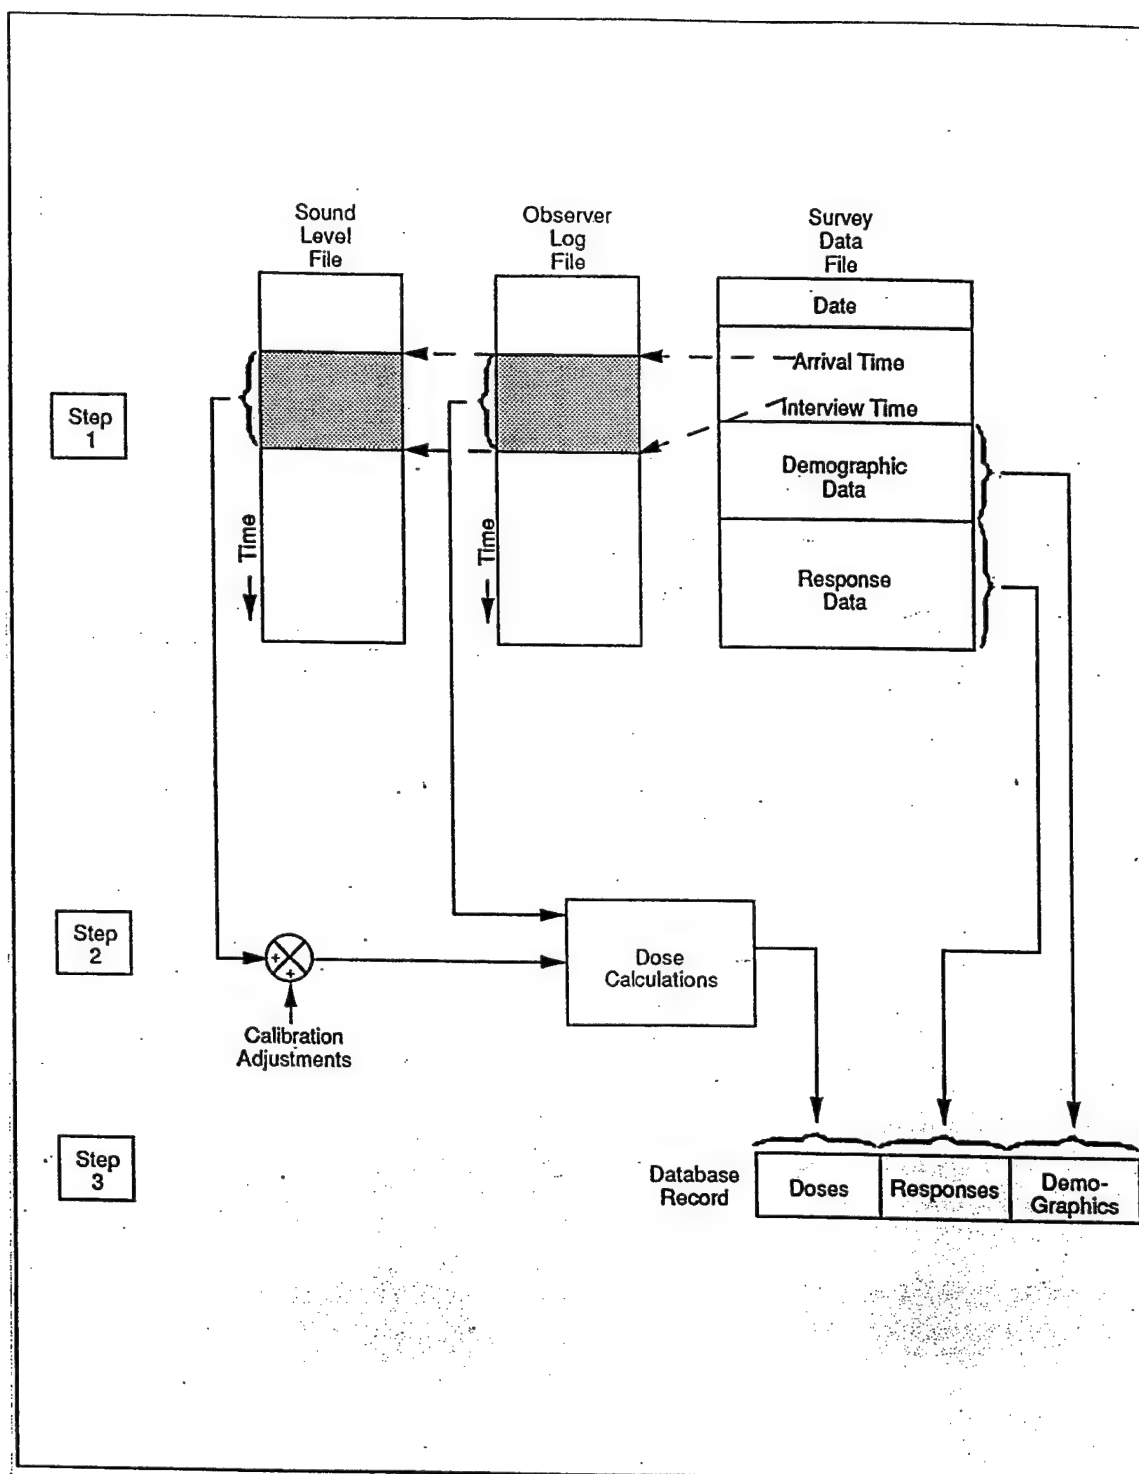 Sound
Level
File
Observer
Log
File
Survey
Data
File
Date
Arrival Time
Interview Time
Step
1
Demographic
Data
Time
Time
Response
Data
Step
2
+
+
Dose
Calculations
Calibration
Adjustments
Step
3
Database
Record
Doses
Responses
Demo-
Graphics